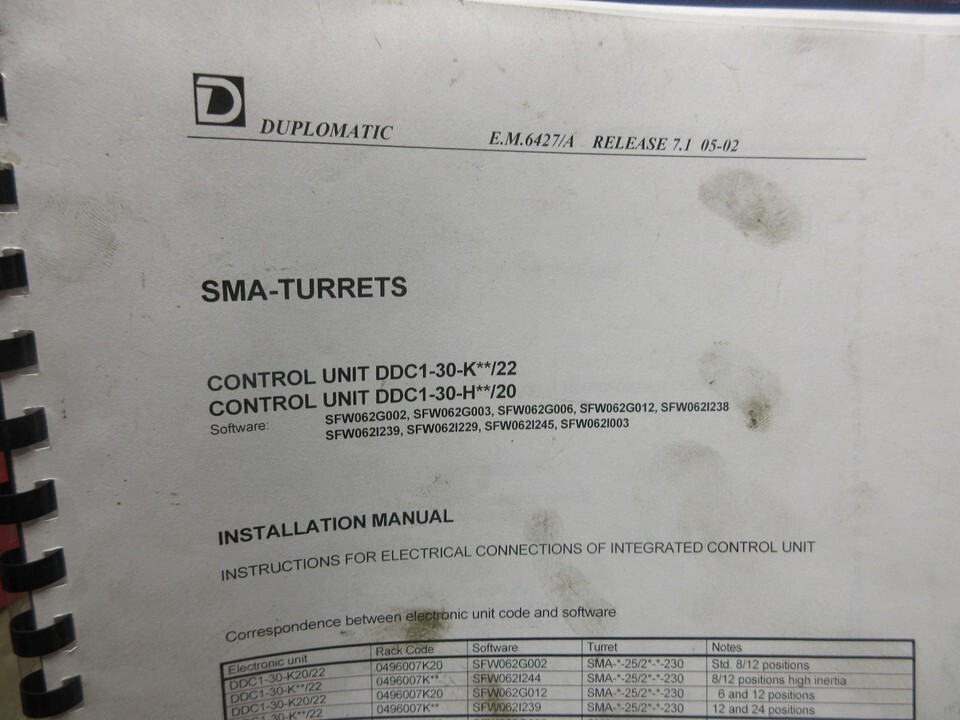 D
DUPLOMATIC E.M.6427/A RELEASE 7.1 05-02
SMA-TURRETS
CONTROL UNIT DDC1-30-K**/22
CONTROL UNIT DDC1-30-H**/20
Software: SFW062G002, SFW062G003, SFW062G006, SFW062G012, SFW062I238
SFW062I239, SFW062I229, SFW062I245, SFW062I003
INSTALLATION MANUAL
INSTRUCTIONS FOR ELECTRICAL CONNECTIONS OF INTEGRATED CONTROL UNIT
Correspondence between electronic unit code and software
Electronic unit Rack Code Software Turret Notes
DDC1-30-K20/22 0496007K20 SFW062G002 SMA-*-25/2*-*-230 Std. 8/12 positions
DDC1-30-K**/22 0496007K** SFW062I244 SMA-*-25/2*-*-230 8/12 positions high inertia
DDC1-30-K20/22 0496007K20 SFW062G012 SMA-*-25/2*-*-230 6 and 12 positions
DDC1-30-K**/22 0496007K** SFW062I239 SMA-*-25/2*-*-230 12 and 24 positions